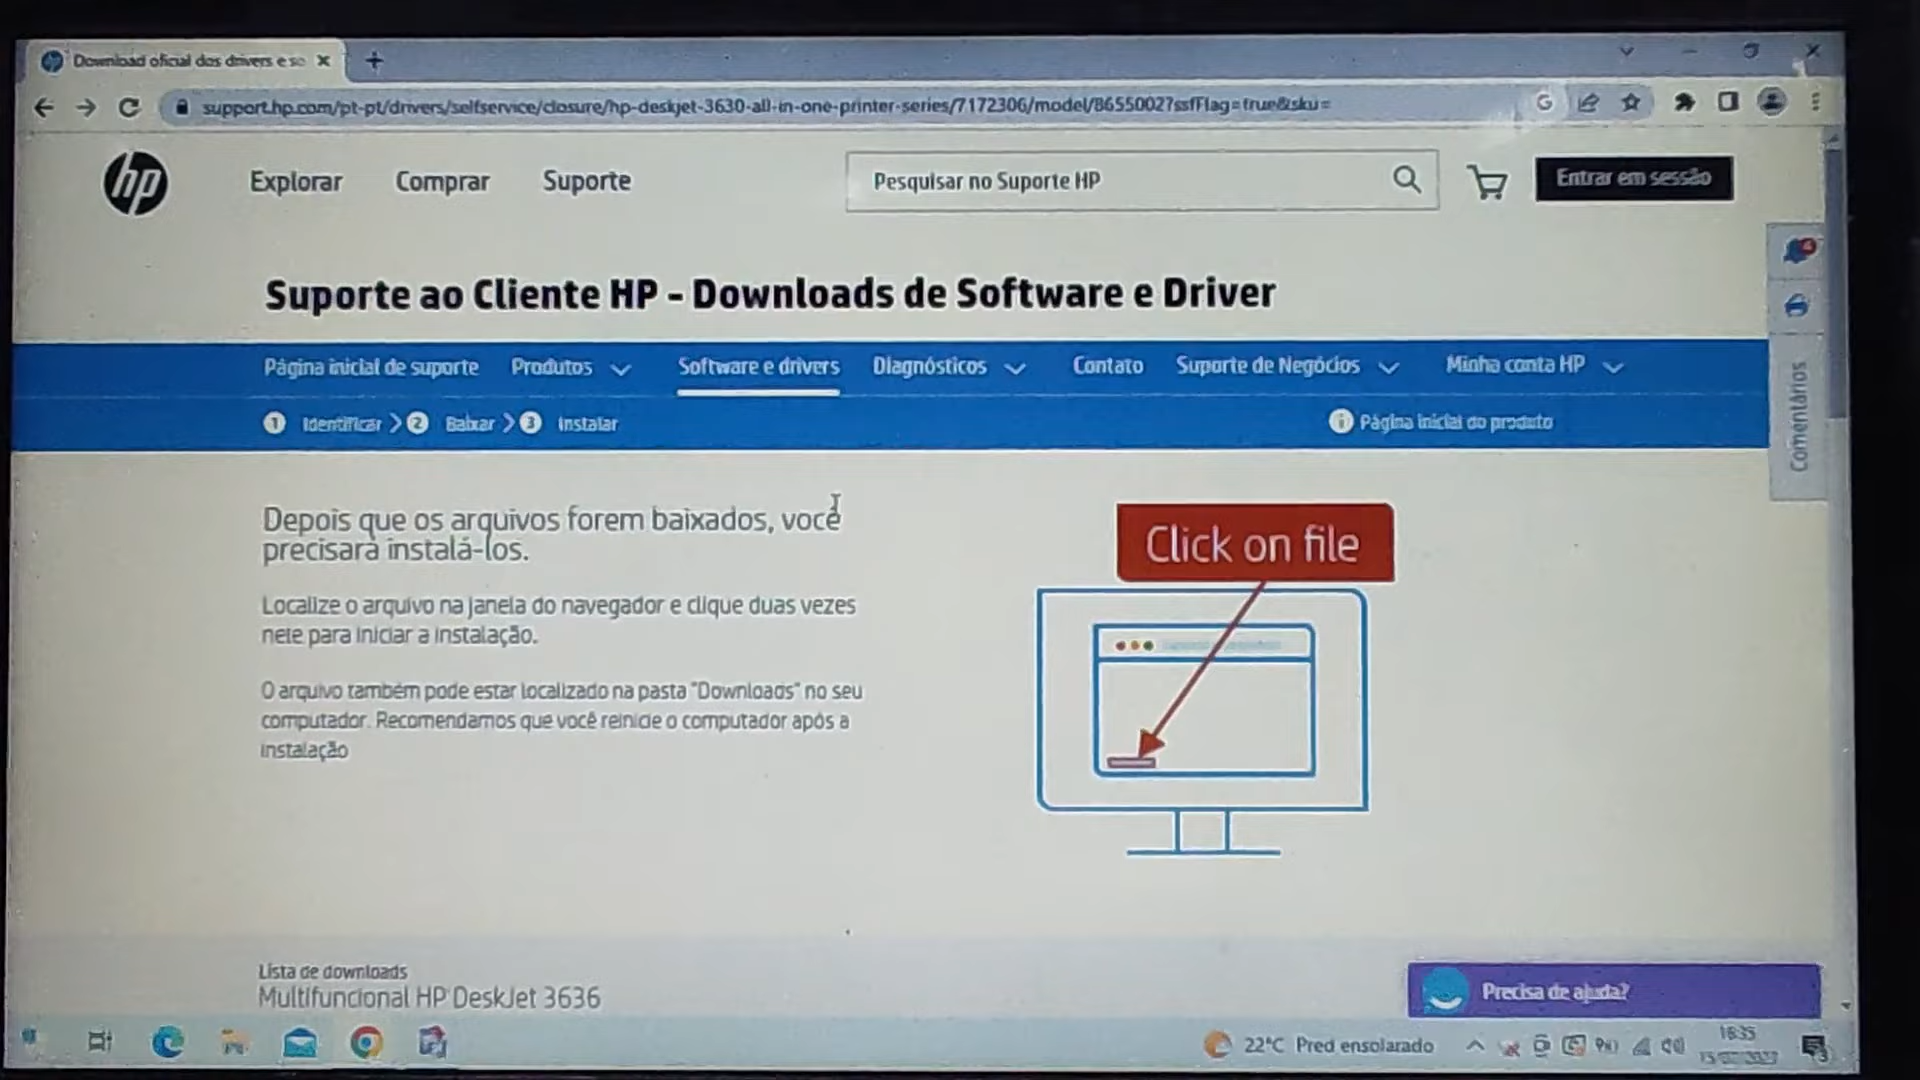 Download oficial dos drivers e so
support.hp.com/pt-pt/drivers/selfservice/closure/hp-deskjet-3630-all-in-one-printer-series/7172306/model/8655002?ssfFlag=true&sku=
hp
Explorar
Comprar
Suporte
Pesquisar no Suporte HP
Entrar em sessão
Suporte ao Cliente HP - Downloads de Software e Driver
Página inicial de suporte
Produtos
Software e drivers
Diagnósticos
Contato
Suporte de Negócios
Minha conta HP
1 Identificar
2 Baixar
3 Instalar
Página inicial do produto
Comentários
Depois que os arquivos forem baixados, você
precisará instalá-los.
Localize o arquivo na janela do navegador e clique duas vezes
nele para iniciar a instalação.
O arquivo também pode estar localizado na pasta "Downloads" no seu
computador. Recomendamos que você reinicie o computador após a
instalação
Click on file
Lista de downloads
Multifuncional HP DeskJet 3636
Precisa de ajuda?
22°C Pred ensolarado
16:35